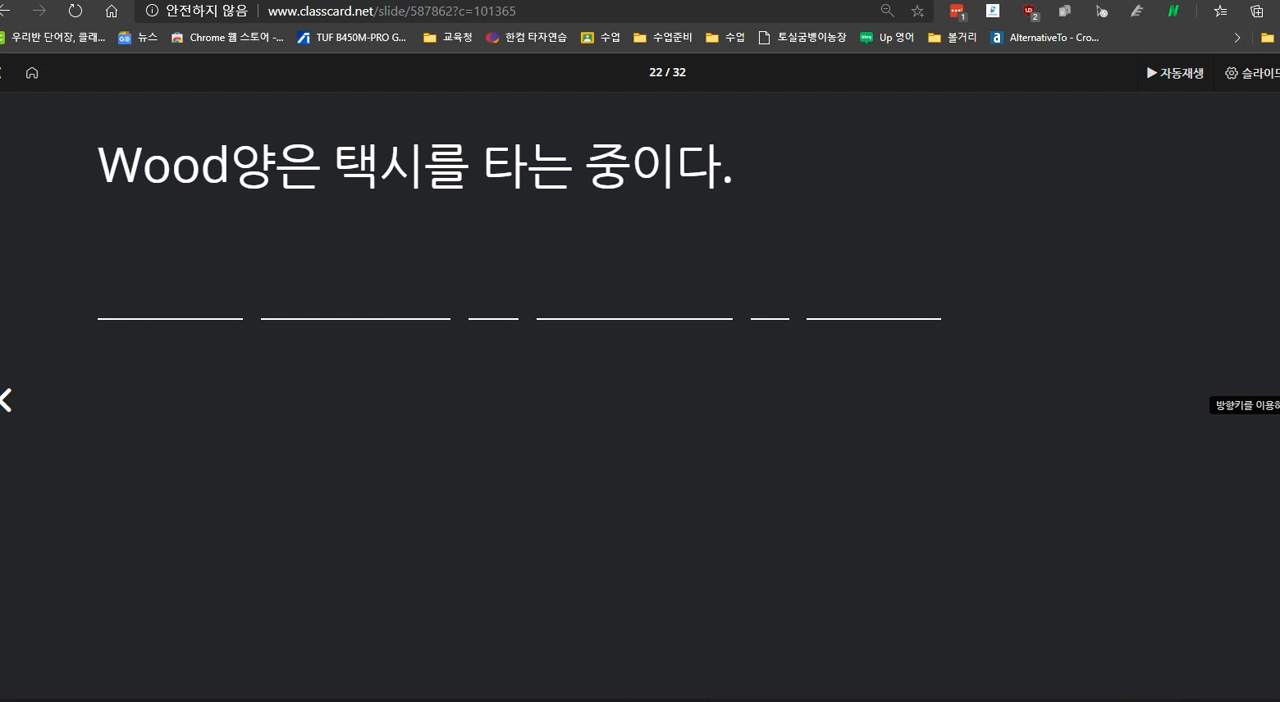 안전하지 않음 www.classcard.net/slide/587862?c=101365
우리반 단어장, 클래... 뉴스 Chrome 웹 스토어 -... TUF B450M-PRO G... 교육청 한컴 타자연습 수업 수업준비 수업 토실굼벵이농장 Up 영어 볼거리 AlternativeTo - Cro...
22 / 32 자동재생 슬라이드
Wood양은 택시를 타는 중이다.
방향키를 이용하